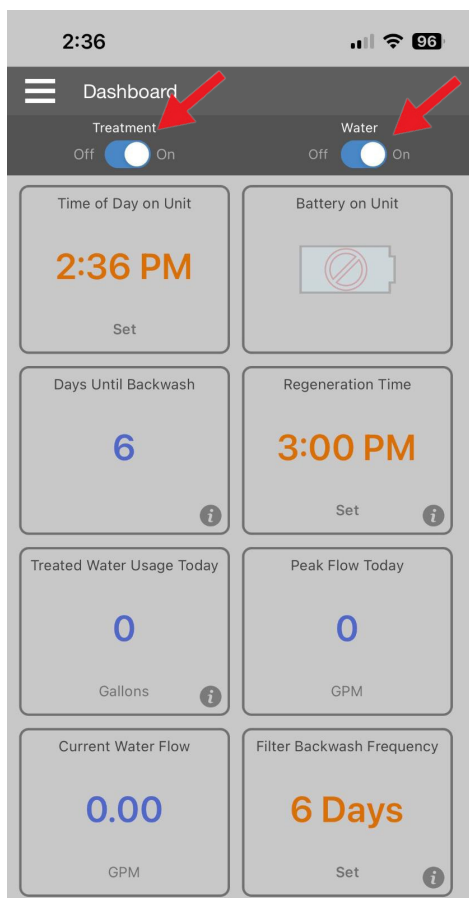 2:36
96
Dashboard
Treatment
Off On
Water
Off On
Time of Day on Unit
2:36 PM
Set
Battery on Unit
Days Until Backwash
6
i
Regeneration Time
3:00 PM
Set
i
Treated Water Usage Today
0
Gallons
i
Peak Flow Today
0
GPM
Current Water Flow
0.00
GPM
Filter Backwash Frequency
6 Days
Set
i